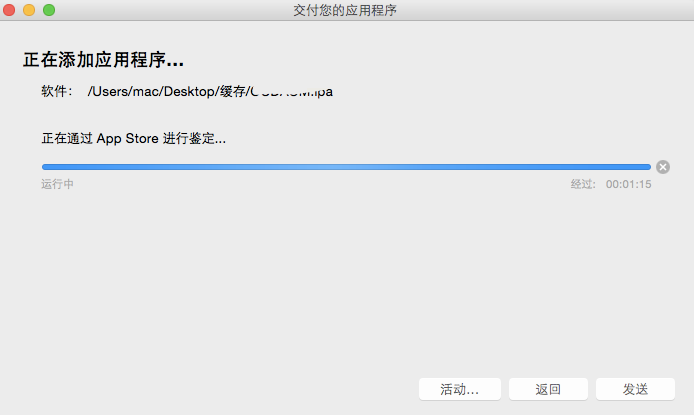 交付您的应用程序
正在添加应用程序...
软件： /Users/mac/Desktop/缓存/
正在通过 App Store 进行鉴定...
运行中 经过: 00:01:15
活动... 返回 发送